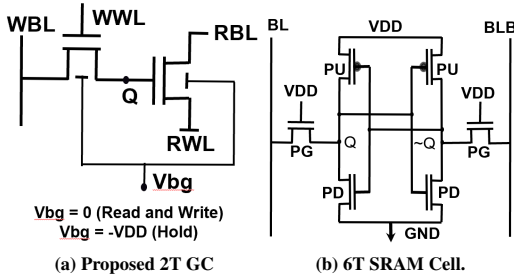 WWL
WBL
RBL
Q
RWL
Vbg
Vbg = 0 (Read and Write)
Vbg = -VDD (Hold)
(a) Proposed 2T GC
BL
VDD
BLB
PU
PU
VDD
VDD
PG
Q
~Q
PG
PD
PD
GND
(b) 6T SRAM Cell.